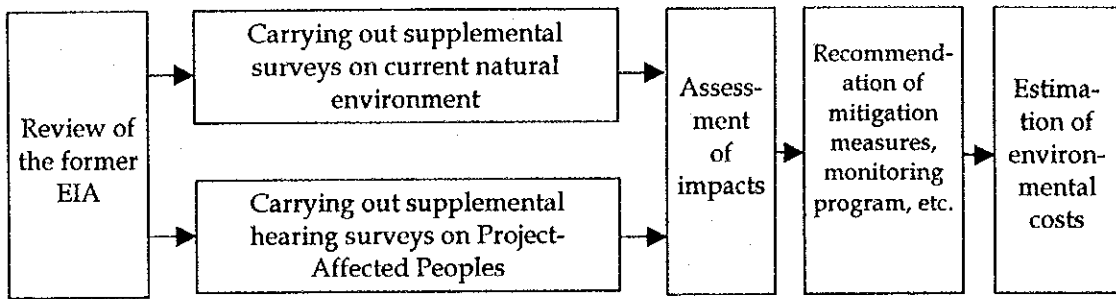 Review of
the former
EIA
Carrying out supplemental
surveys on current natural
environment
Carrying out supplemental
hearing surveys on Project-
Affected Peoples
Assess-
ment
of
impacts
Recommend-
ation of
mitigation
measures,
monitoring
program, etc.
Estima-
tion of
environ-
mental
costs